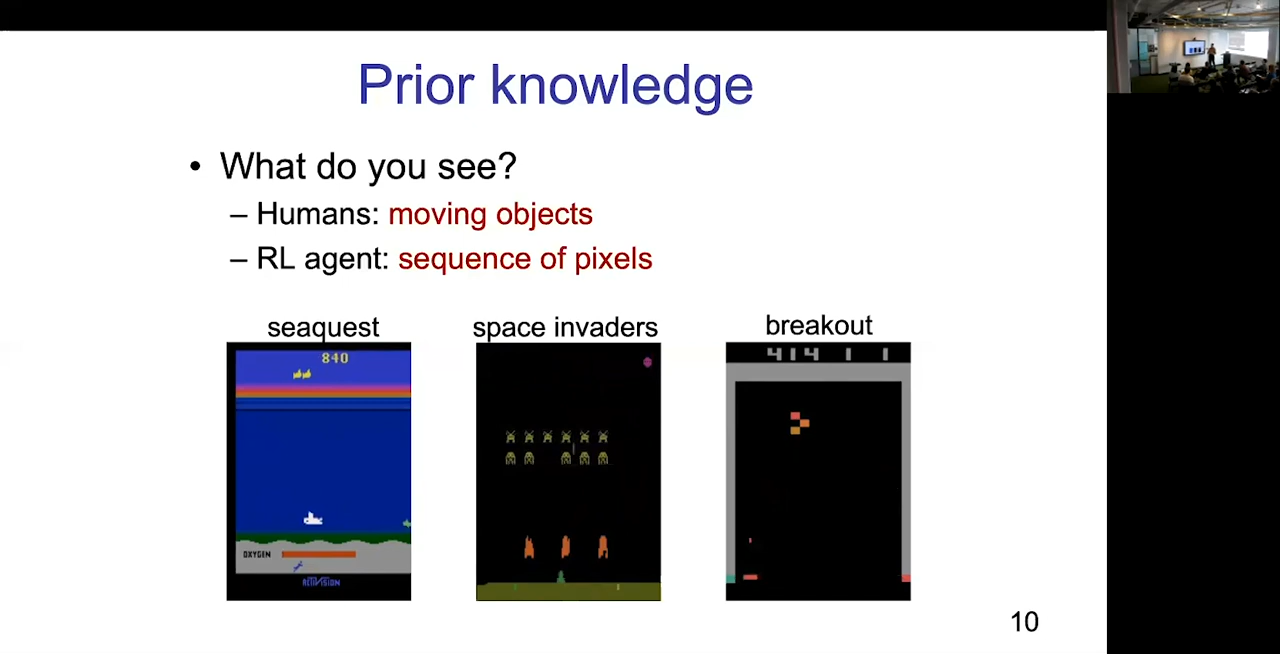 Prior knowledge
• What do you see?
– Humans: moving objects
– RL agent: sequence of pixels
seaquest
space invaders
breakout
840
OXYGEN
ACTIVISION
414 1 1
10